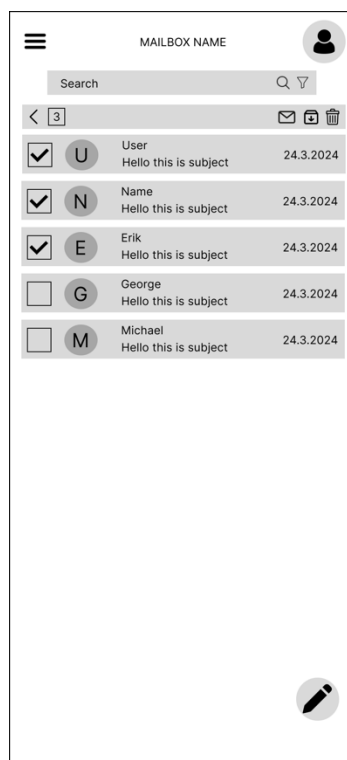 MAILBOX NAME
Search
3
U
User
Hello this is subject
24.3.2024
N
Name
Hello this is subject
24.3.2024
E
Erik
Hello this is subject
24.3.2024
G
George
Hello this is subject
24.3.2024
M
Michael
Hello this is subject
24.3.2024